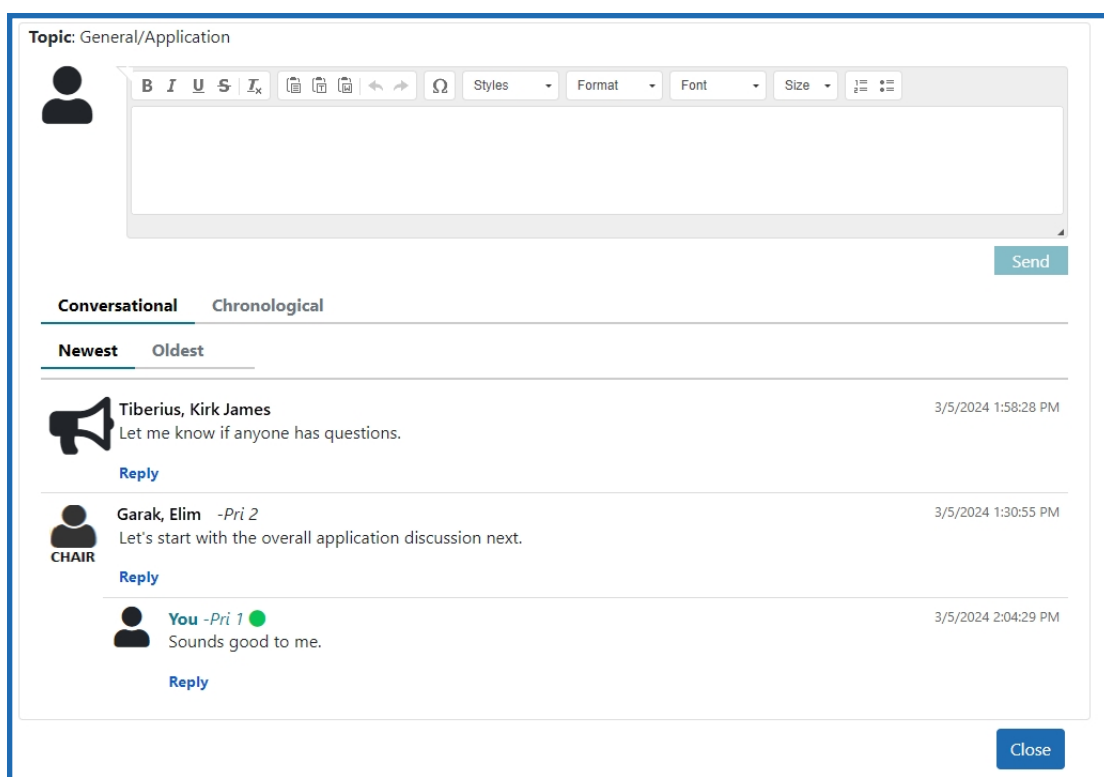 Topic: General/Application
B I U S Ix Ω Styles Format Font Size
Send
Conversational Chronological
Newest Oldest
Tiberius, Kirk James 3/5/2024 1:58:28 PM
Let me know if anyone has questions.
Reply
Garak, Elim -Pri 2 3/5/2024 1:30:55 PM
Let's start with the overall application discussion next.
CHAIR
Reply
You -Pri 1 3/5/2024 2:04:29 PM
Sounds good to me.
Reply
Close